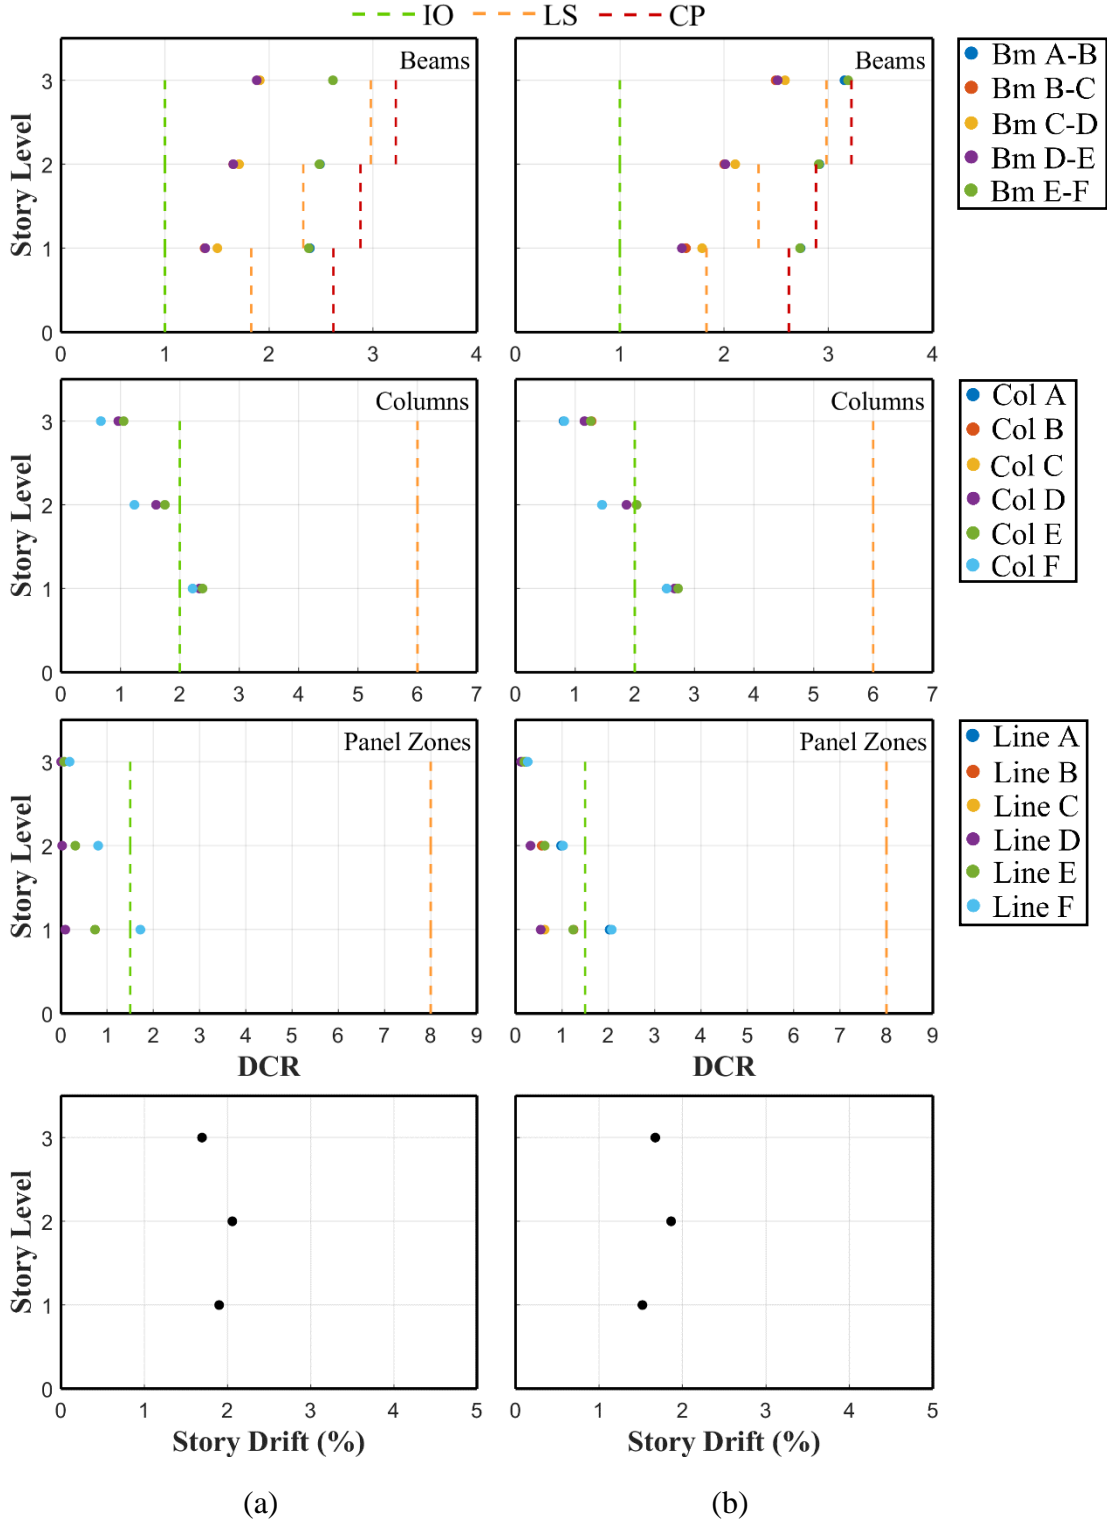 IO LS CP
Beams
Story Level
3
2
1
0
0 1 2 3 4
Beams
0 1 2 3 4
Bm A-B
Bm B-C
Bm C-D
Bm D-E
Bm E-F
Columns
Story Level
3
2
1
0
0 1 2 3 4 5 6 7
Columns
0 1 2 3 4 5 6 7
Col A
Col B
Col C
Col D
Col E
Col F
Panel Zones
Story Level
3
2
1
0
0 1 2 3 4 5 6 7 8 9
DCR
Panel Zones
0 1 2 3 4 5 6 7 8 9
DCR
Line A
Line B
Line C
Line D
Line E
Line F
Story Level
3
2
1
0
0 1 2 3 4 5
Story Drift (%)
0 1 2 3 4 5
Story Drift (%)
(a)
(b)